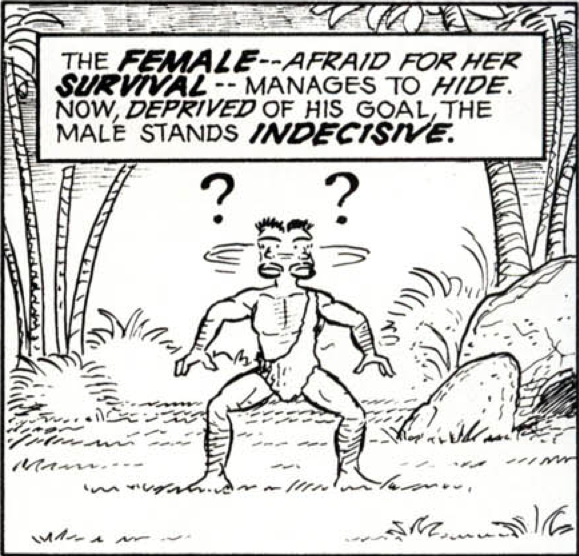 THE FEMALE--AFRAID FOR HER
SURVIVAL -- MANAGES TO HIDE.
NOW, DEPRIVED OF HIS GOAL, THE
MALE STANDS INDECISIVE.
? ?